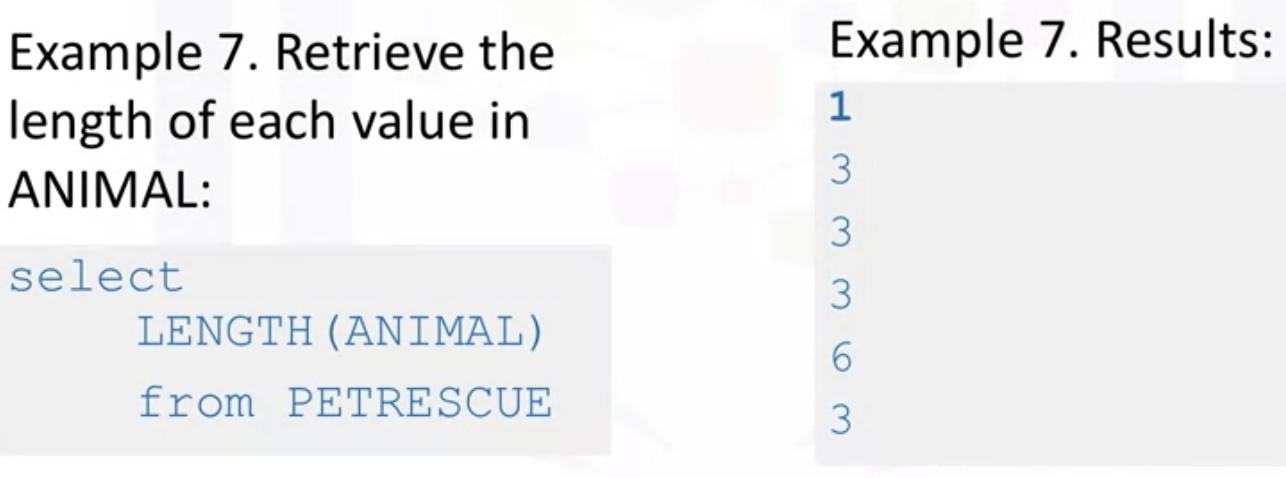 Example 7. Retrieve the
length of each value in
ANIMAL:
select
LENGTH(ANIMAL)
from PETRESCUE
Example 7. Results:
1
3
3
3
6
3